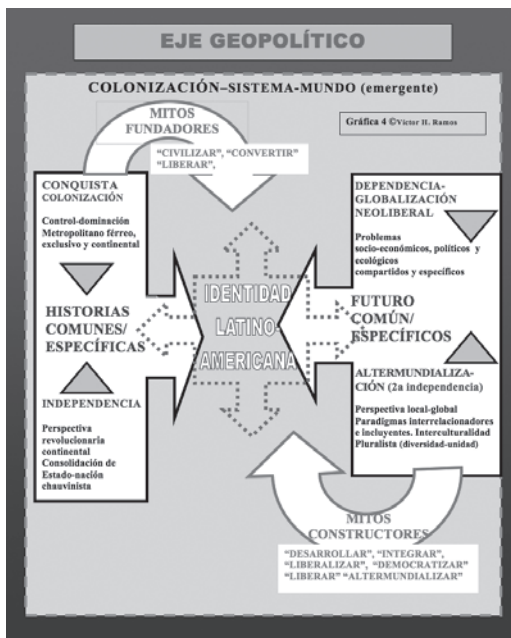 EJE GEOPOLÍTICO
COLONIZACIÓN–SISTEMA-MUNDO (emergente)
MITOS
FUNDADORES
Gráfica 4 ©Víctor H. Ramos
"CIVILIZAR", "CONVERTIR"
"LIBERAR",
CONQUISTA
COLONIZACIÓN
Control-dominación
Metropolitano férreo,
exclusivo y continental
HISTORIAS
COMUNES/
ESPECÍFICAS
INDEPENDENCIA
Perspectiva
revolucionaria
continental
Consolidación de
Estado-nación
chauvinista
IDENTIDAD
LATINO-
AMERICANA
DEPENDENCIA-
GLOBALIZACIÓN
NEOLIBERAL
Problemas
socio-económicos, políticos y
ecológicos
compartidos y específicos
FUTURO
COMÚN/
ESPECÍFICOS
ALTERMUNDIALIZA-
CIÓN (2a independencia)
Perspectiva local-global
Paradigmas interrelacionadores
e incluyentes. Interculturalidad
Pluralista (diversidad-unidad)
MITOS
CONSTRUCTORES
"DESARROLLAR", "INTEGRAR",
"LIBERALIZAR", "DEMOCRATIZAR"
"LIBERAR" "ALTERMUNDIALIZAR"